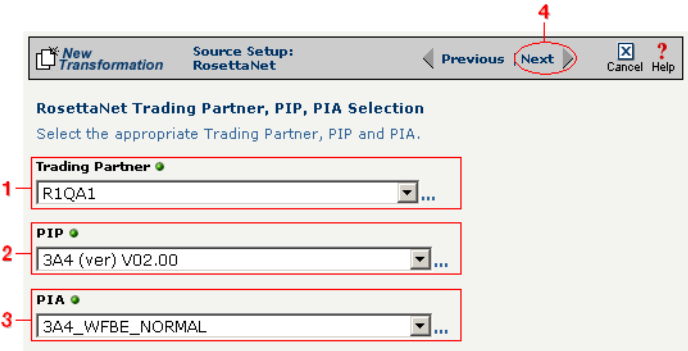 4
New Transformation
Source Setup: RosettaNet
Previous
Next
Cancel
Help
RosettaNet Trading Partner, PIP, PIA Selection
Select the appropriate Trading Partner, PIP and PIA.
Trading Partner
1
R1QA1
...
PIP
2
3A4 (ver) V02.00
...
PIA
3
3A4_WFBE_NORMAL
...